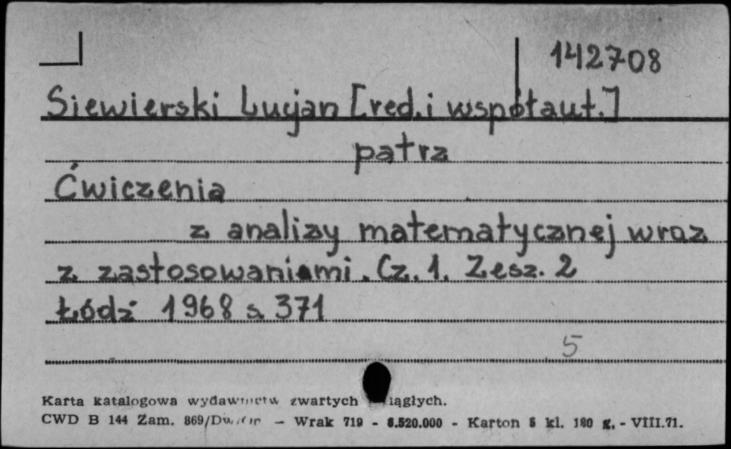 142708
Siewierski Lucjan [red. i współaut.]
patrz
Ćwiczenia
z analizy matematycznej wraz
z zastosowaniami. Cz. 1. Zesz. 2
Łódź 1968 s. 371
5
Karta katalogowa wydawnictw zwartych i ciągłych.
CWD B 144 Zam. 869/ – Wrak 719 - 8.520.000 - Karton 5 kl. 180 g. - VIII.71.